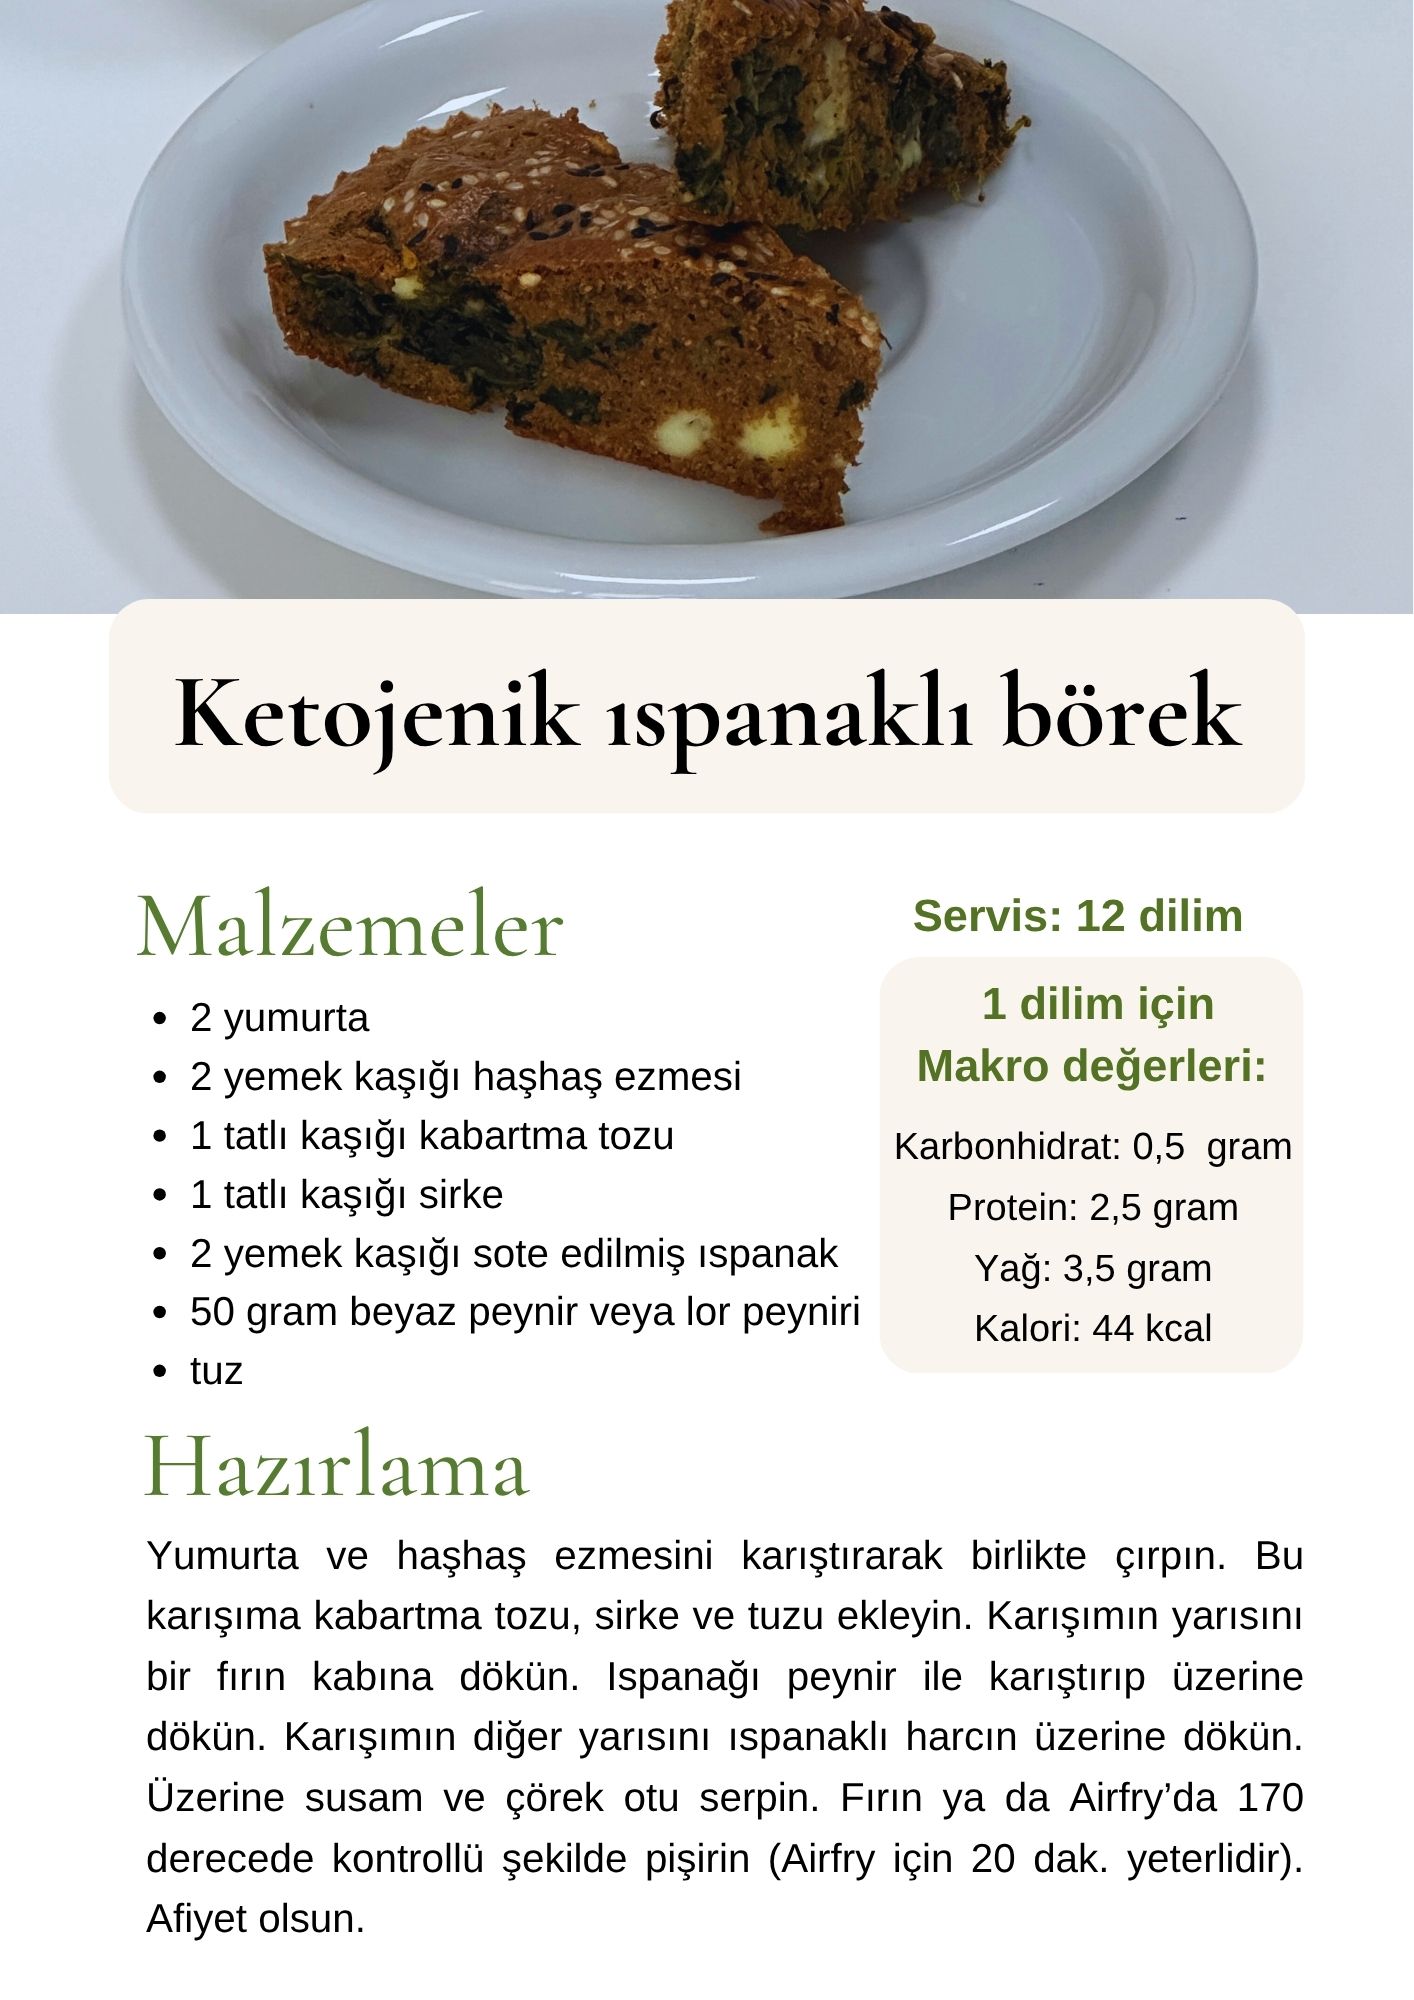 Ketojenik ıspanaklı börek
Malzemeler
• 2 yumurta
• 2 yemek kaşığı haşhaş ezmesi
• 1 tatlı kaşığı kabartma tozu
• 1 tatlı kaşığı sirke
• 2 yemek kaşığı sote edilmiş ıspanak
• 50 gram beyaz peynir veya lor peyniri
• tuz
Servis: 12 dilim
1 dilim için
Makro değerleri:
Karbonhidrat: 0,5  gram
Protein: 2,5 gram
Yağ: 3,5 gram
Kalori: 44 kcal
Hazırlama
Yumurta ve haşhaş ezmesini karıştırarak birlikte çırpın. Bu
karışıma kabartma tozu, sirke ve tuzu ekleyin. Karışımın yarısını
bir fırın kabına dökün. Ispanağı peynir ile karıştırıp üzerine
dökün. Karışımın diğer yarısını ıspanaklı harcın üzerine dökün.
Üzerine susam ve çörek otu serpin. Fırın ya da Airfry’da 170
derecede kontrollü şekilde pişirin (Airfry için 20 dak. yeterlidir).
Afiyet olsun.